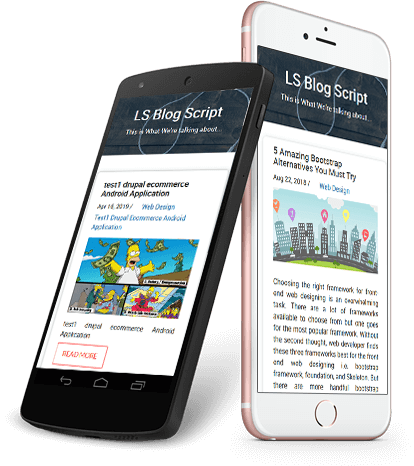 LS Blog Script
This is What We're talking about...
test1 drupal ecommerce
Android Application
Apr 16, 2019 / Web Design
Test1 Drupal Ecommerce Android
Application
test1 drupal ecommerce Android
Application
READ MORE
LS Blog Script
This is What We're talking about...
5 Amazing Bootstrap
Alternatives You Must Try
Aug 22, 2018 / Web Design
Choosing the right framework for front-
end web designing is an overwhelming
task. There are a lot of frameworks
available to choose from but one goes
for the most popular framework. Without
the second thought, web developer finds
these three frameworks best for the front
end web designing i.e. bootstrap
framework, foundation, and Skeleton. But
there are more handful bootstrap